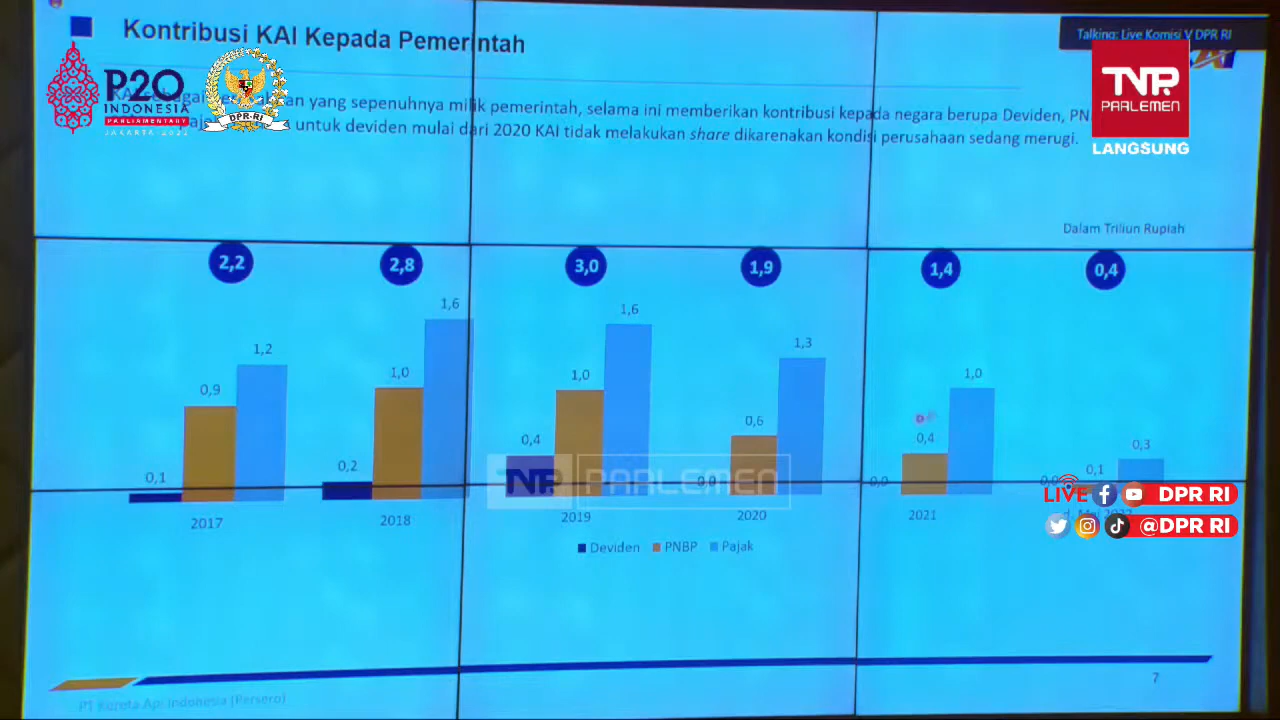 Kontribusi KAI Kepada Pemerintah
Talking: Live Komisi V DPR RI
P20
INDONESIA
PARLIAMENTARY
JAKARTA-2022
DPR-RI
TVP.
PARLEMEN
LANGSUNG
yang sepenuhnya milik pemerintah, selama ini memberikan kontribusi kepada negara berupa Deviden,
untuk deviden mulai dari 2020 KAI tidak melakukan share dikarenakan kondisi perusahaan sedang merugi.
Dalam Triliun Rupiah
2,2 2,8 3,0 1,9 1,4 0,4
0,1 0,9 1,2
0,2 1,0 1,6
0,4 1,0 1,6
0,0 0,6 1,3
0,0 0,4 1,0
0,1 0,3
2017 2018 2019 2020 2021
Deviden PNBP Pajak
TVP. PARLEMEN
LIVE DPR RI
@DPR RI
PT Kereta Api Indonesia (Persero)
7